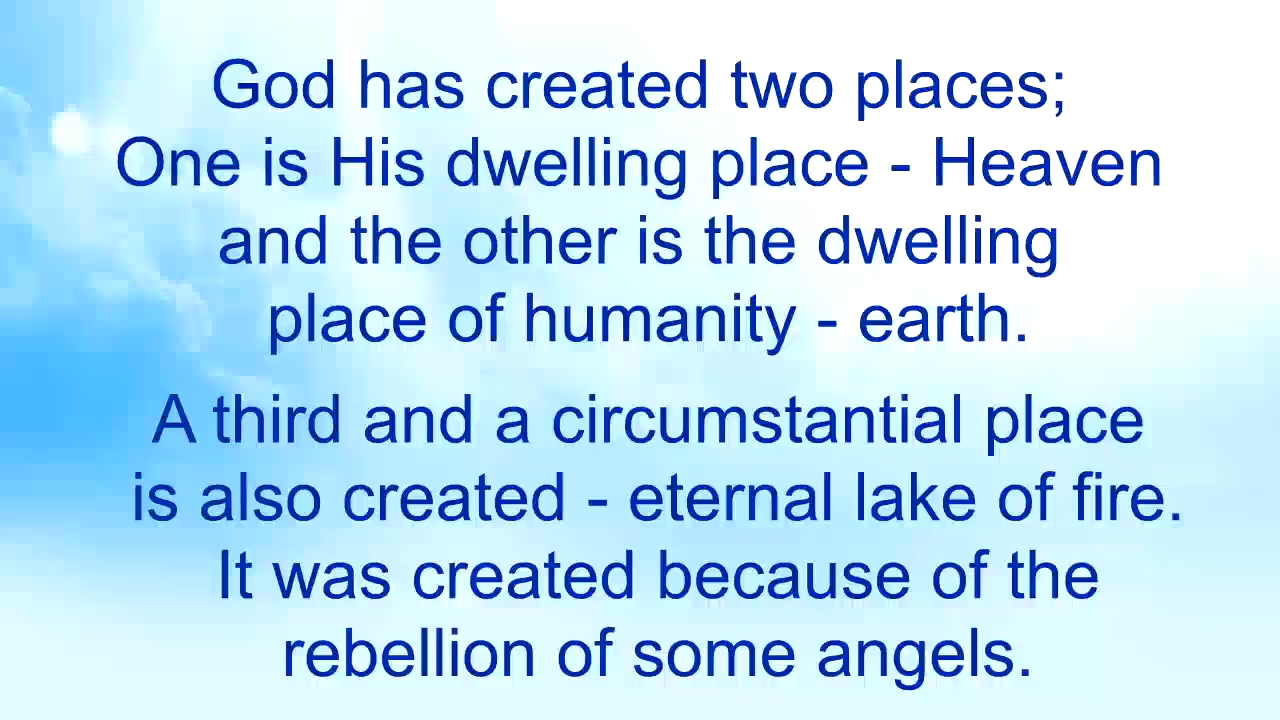 God has created two places;
One is His dwelling place - Heaven
and the other is the dwelling
place of humanity - earth.
A third and a circumstantial place
is also created - eternal lake of fire.
It was created because of the
rebellion of some angels.